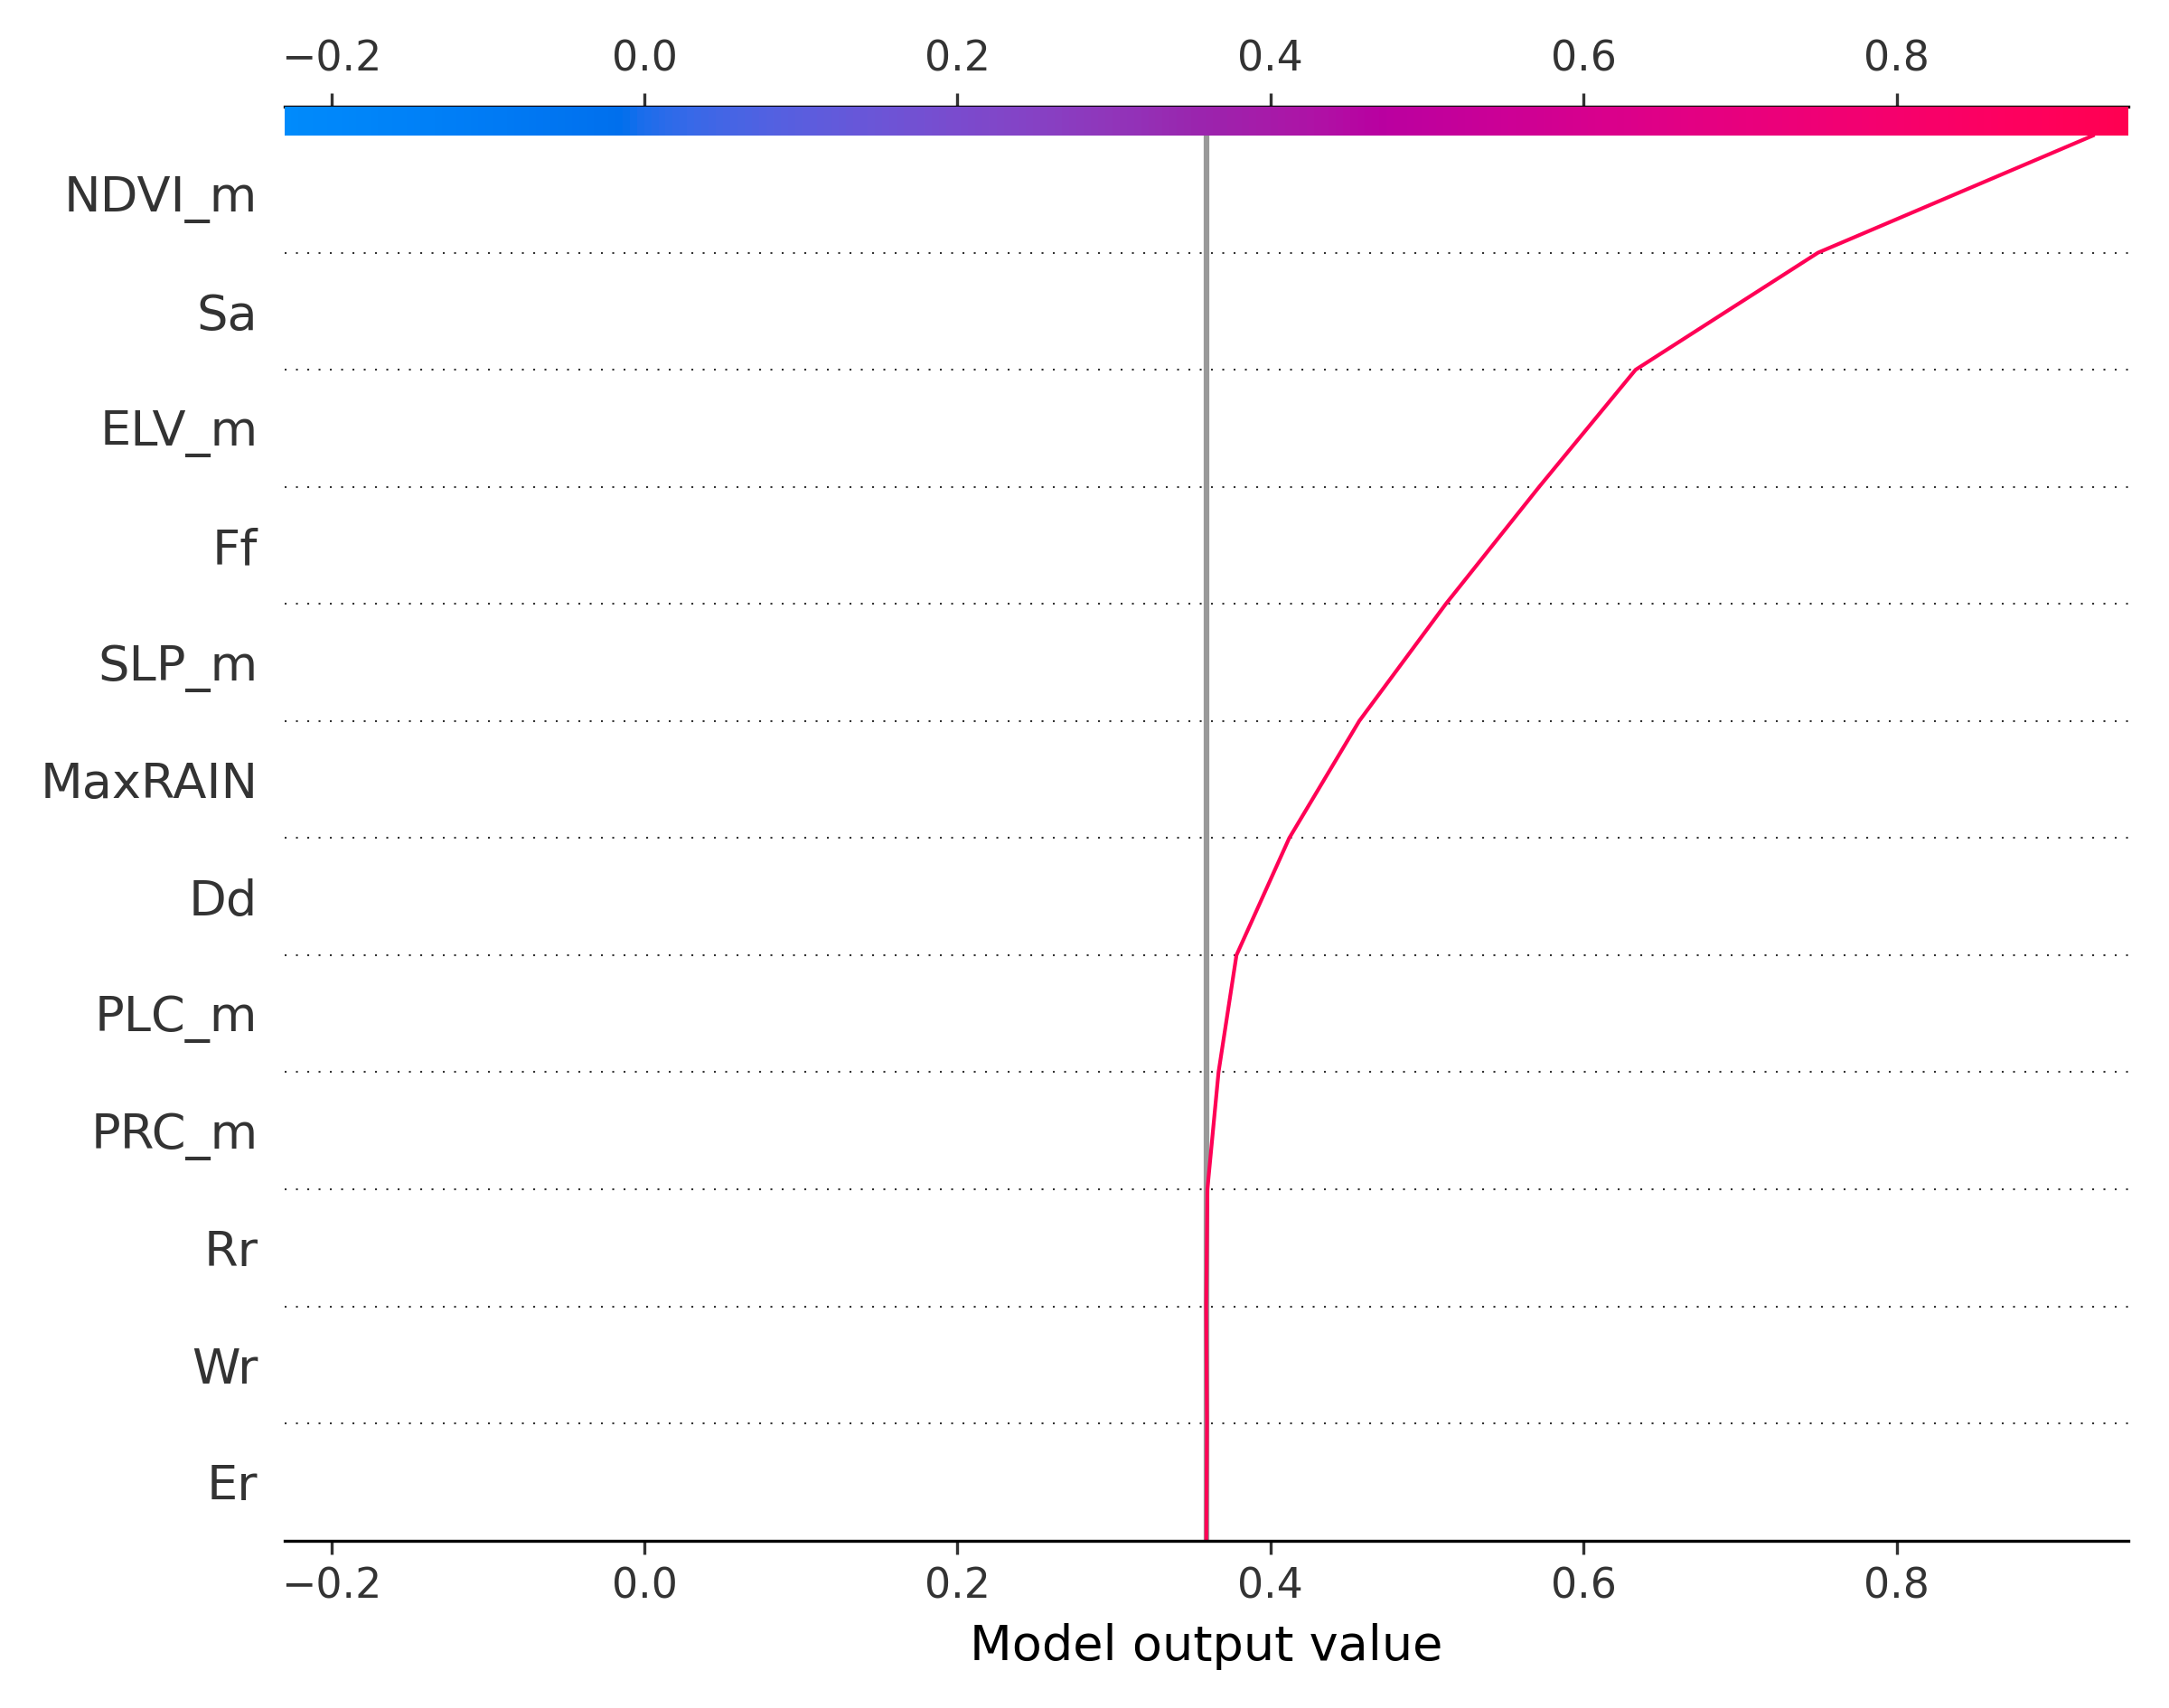 −0.2 0.0 0.2 0.4 0.6 0.8
NDVI_m
Sa
ELV_m
Ff
SLP_m
MaxRAIN
Dd
PLC_m
PRC_m
Rr
Wr
Er
−0.2 0.0 0.2 0.4 0.6 0.8
Model output value